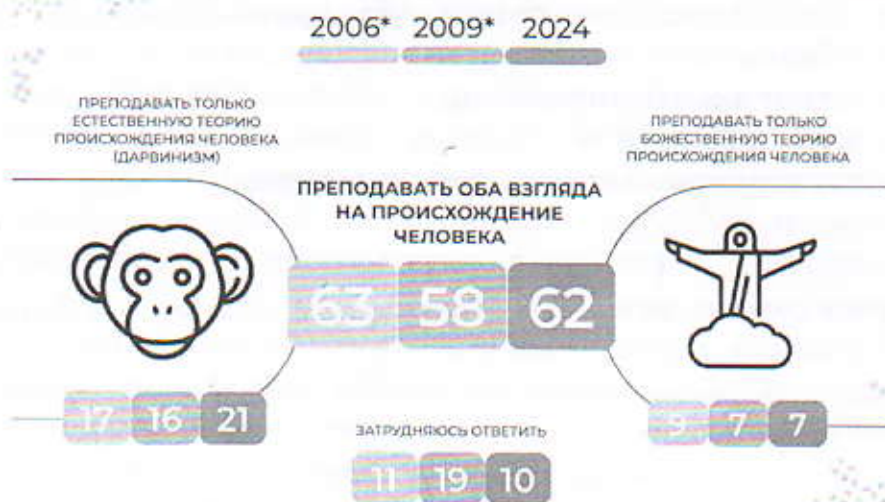 2006* 2009* 2024
ПРЕПОДАВАТЬ ТОЛЬКО
ЕСТЕСТВЕННУЮ ТЕОРИЮ
ПРОИСХОЖДЕНИЯ ЧЕЛОВЕКА
(ДАРВИНИЗМ)
ПРЕПОДАВАТЬ ТОЛЬКО
БОЖЕСТВЕННУЮ ТЕОРИЮ
ПРОИСХОЖДЕНИЯ ЧЕЛОВЕКА
ПРЕПОДАВАТЬ ОБА ВЗГЛЯДА
НА ПРОИСХОЖДЕНИЕ
ЧЕЛОВЕКА
63 58 62
17 16 21
9 7 7
ЗАТРУДНЯЮСЬ ОТВЕТИТЬ
11 19 10